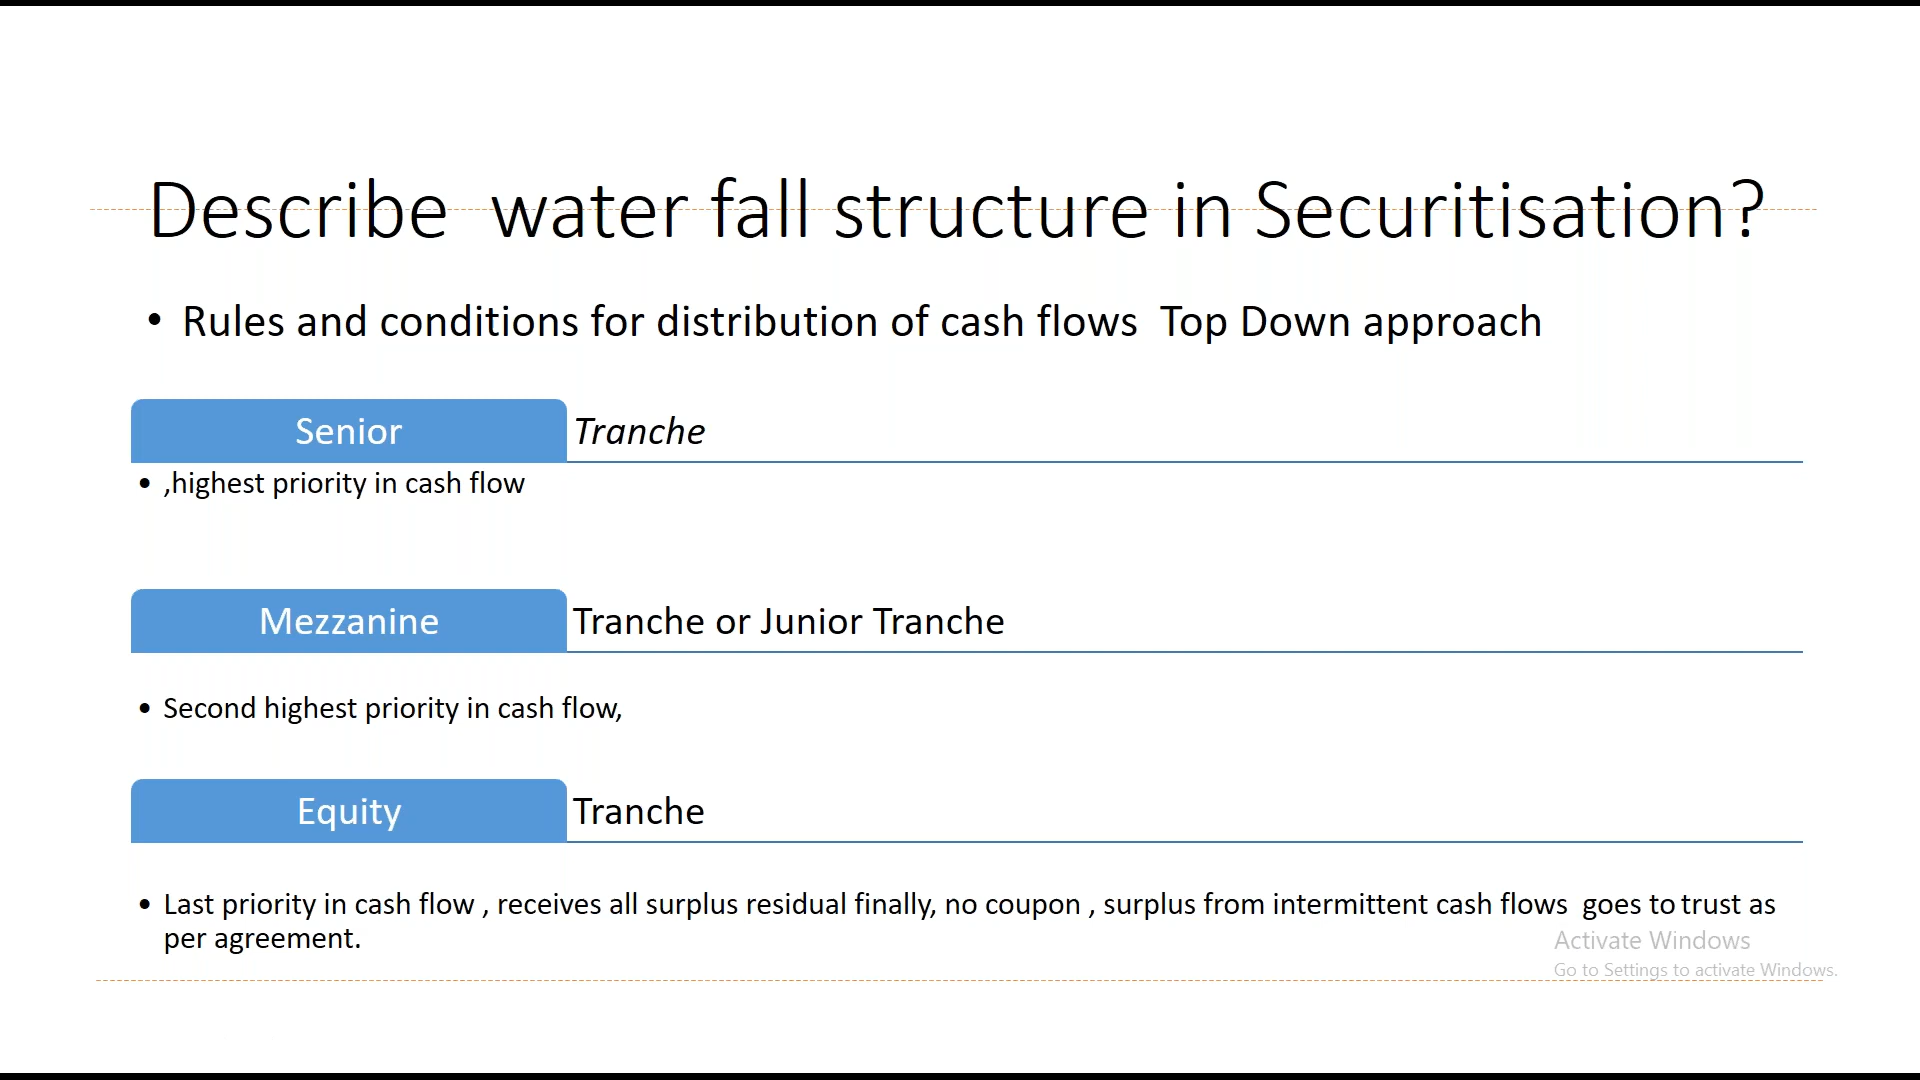 Describe  water fall structure in Securitisation?
• Rules and conditions for distribution of cash flows  Top Down approach
Senior Tranche
• ,highest priority in cash flow
Mezzanine Tranche or Junior Tranche
• Second highest priority in cash flow,
Equity Tranche
• Last priority in cash flow , receives all surplus residual finally, no coupon , surplus from intermittent cash flows  goes to trust as
per agreement.
Activate Windows
Go to Settings to activate Windows.